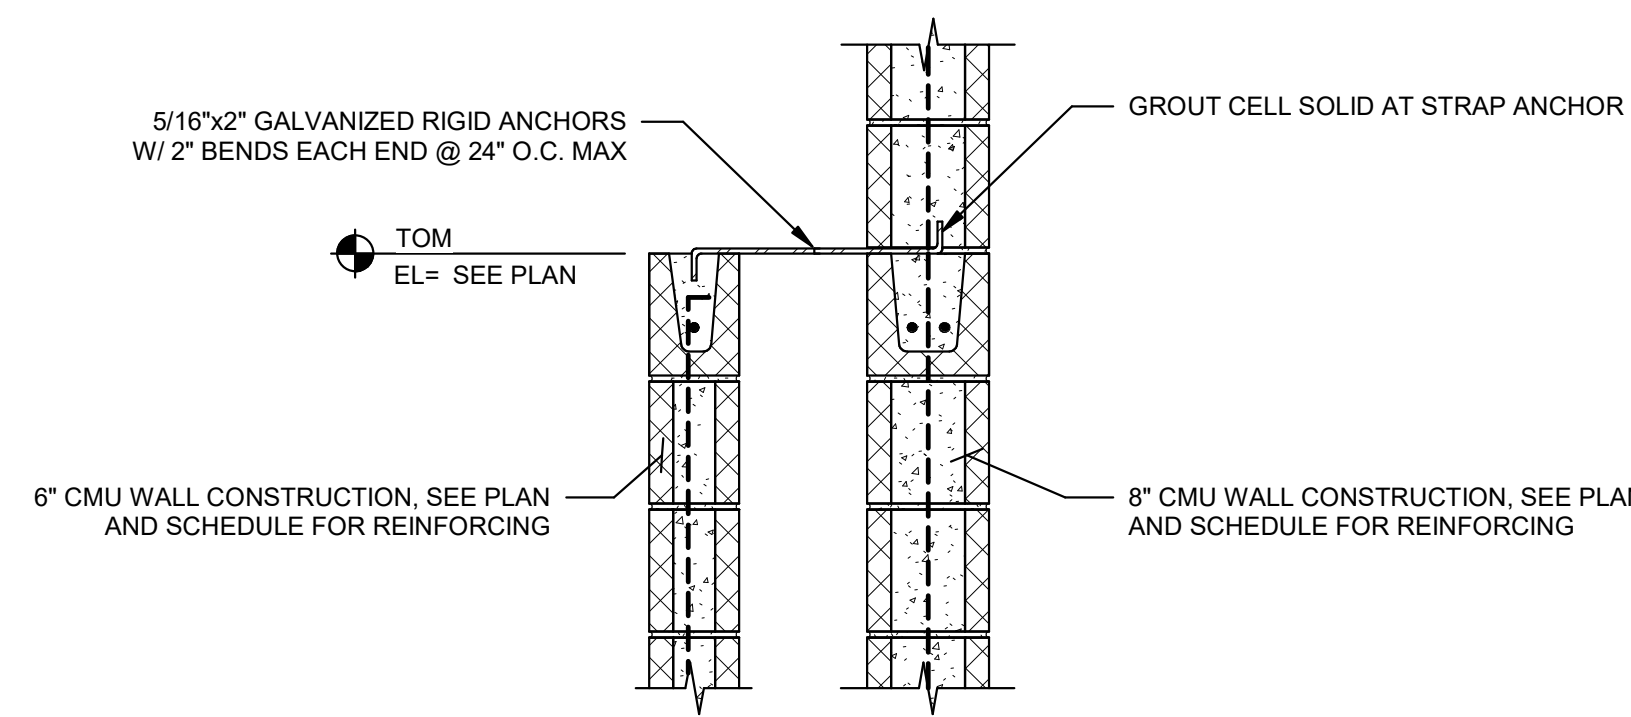 5/16"x2" GALVANIZED RIGID ANCHORS
W/ 2" BENDS EACH END @ 24" O.C. MAX
GROUT CELL SOLID AT STRAP ANCHOR
TOM
EL= SEE PLAN
6" CMU WALL CONSTRUCTION, SEE PLAN
AND SCHEDULE FOR REINFORCING
8" CMU WALL CONSTRUCTION, SEE PLAN
AND SCHEDULE FOR REINFORCING